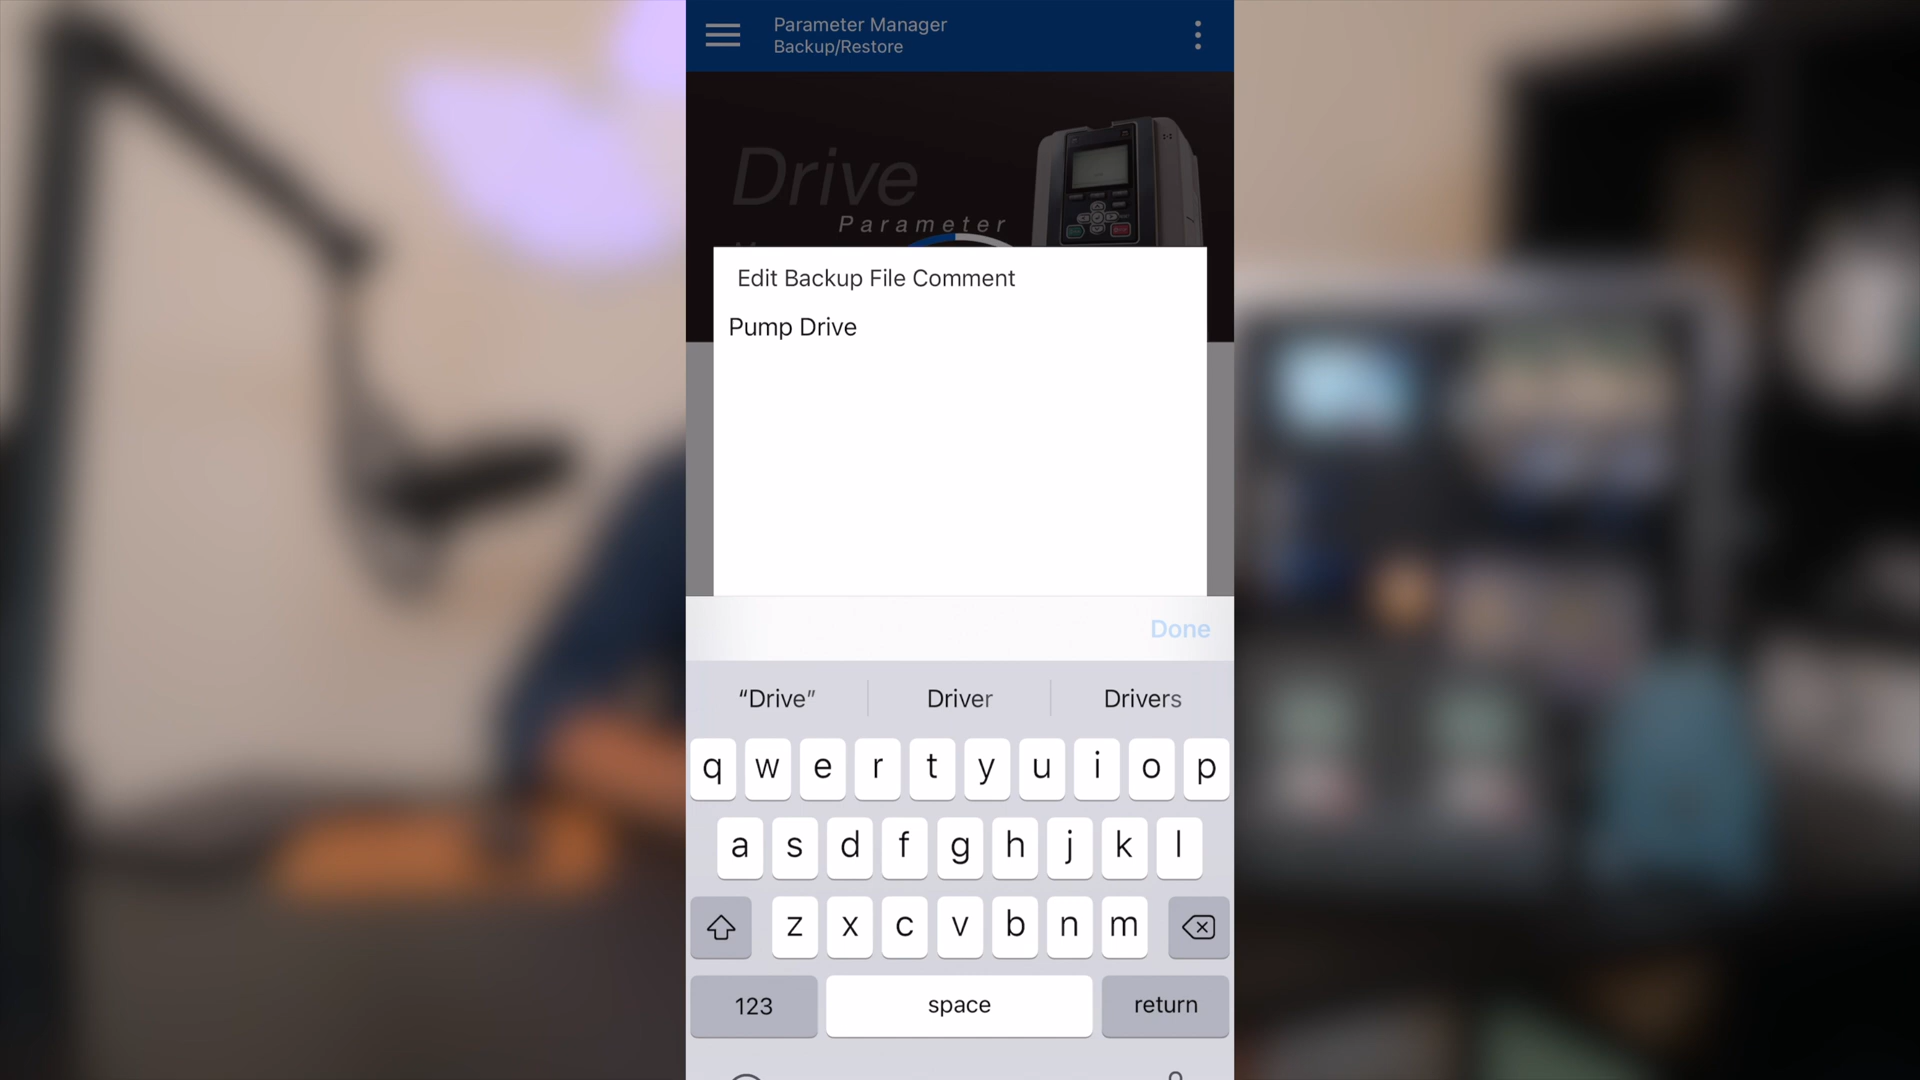 Parameter Manager
Backup/Restore
Drive
Parameter
Edit Backup File Comment
Pump Drive
Done
“Drive” Driver Drivers
q w e r t y u i o p
a s d f g h j k l
z x c v b n m
123 space return